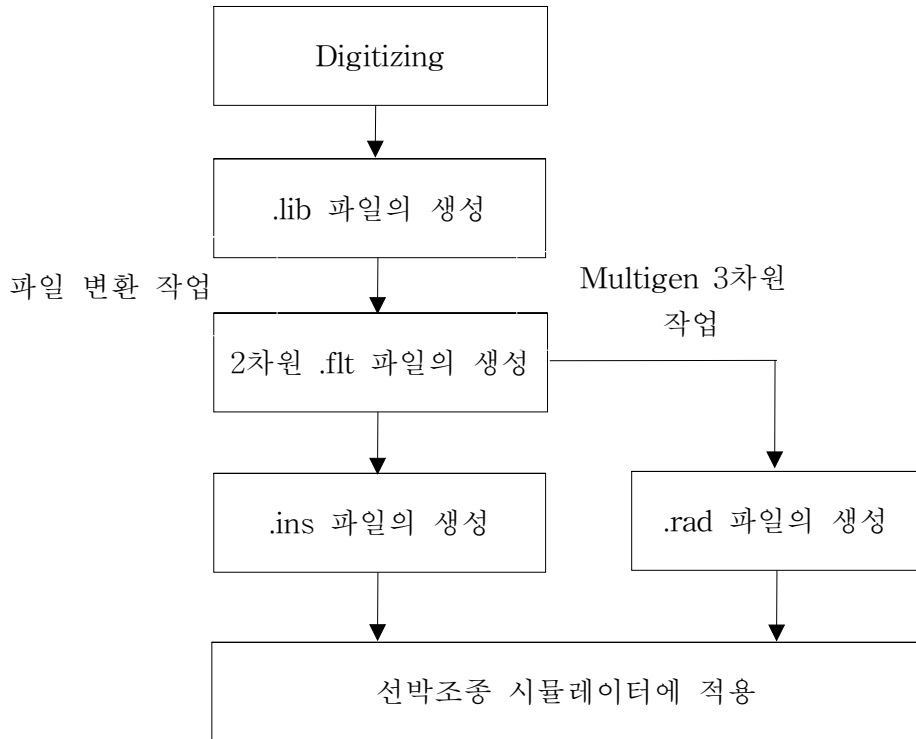 Digitizing
.lib 파일의 생성
파일 변환 작업
Multigen 3차원
작업
2차원 .flt 파일의 생성
.ins 파일의 생성
.rad 파일의 생성
선박조종 시뮬레이터에 적용